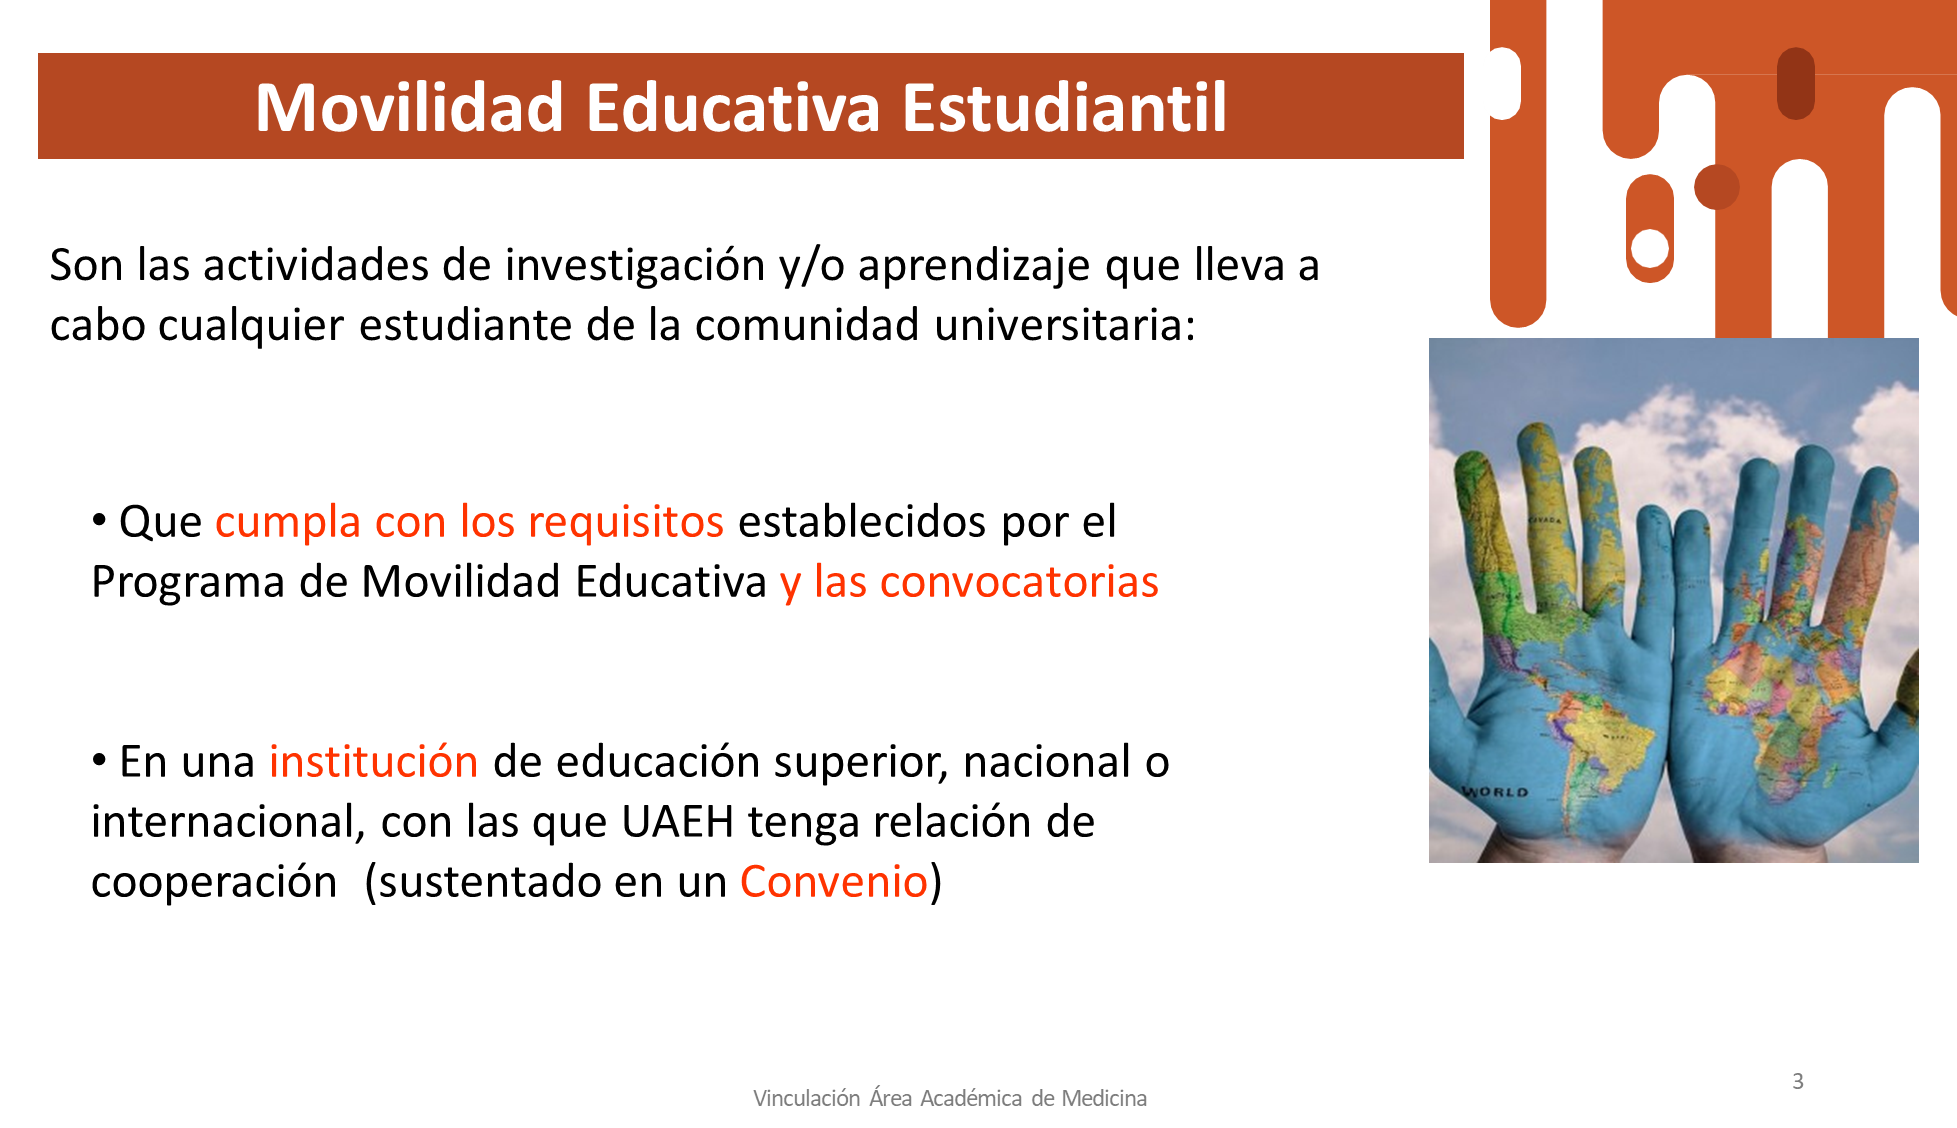 Movilidad Educativa Estudiantil
Son las actividades de investigación y/o aprendizaje que lleva a
cabo cualquier estudiante de la comunidad universitaria:
• Que cumpla con los requisitos establecidos por el
Programa de Movilidad Educativa y las convocatorias
• En una institución de educación superior, nacional o
internacional, con las que UAEH tenga relación de
cooperación (sustentado en un Convenio)
CANADA
WORLD
Vinculación Área Académica de Medicina
3